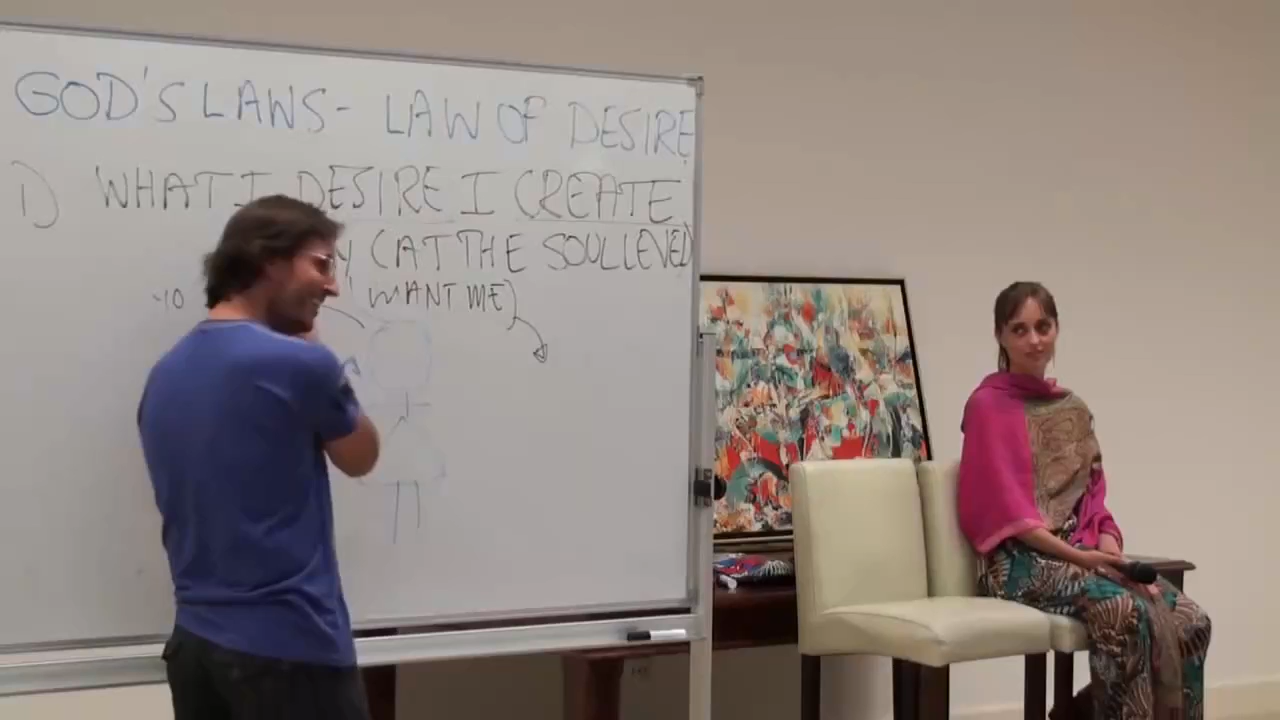 GOD'S LAWS - LAW OF DESIRE
1) WHAT I DESIRE I CREATE
(AT THE SOUL LEVEL)
WANT ME)